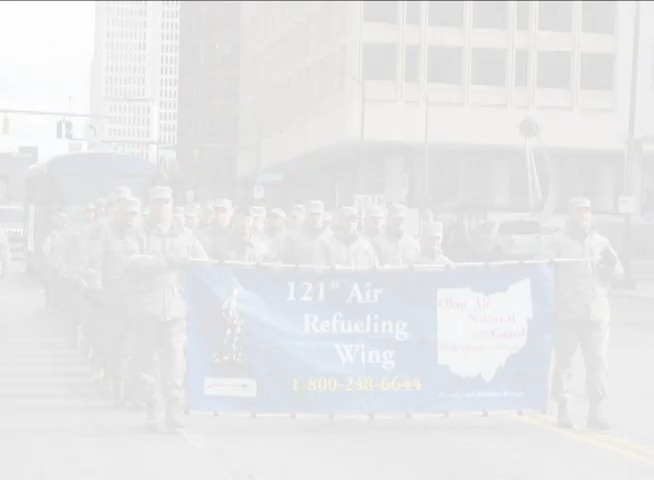 121st Air
Refueling
Wing
1-800-248-6644
Ohio Air
National
Guard